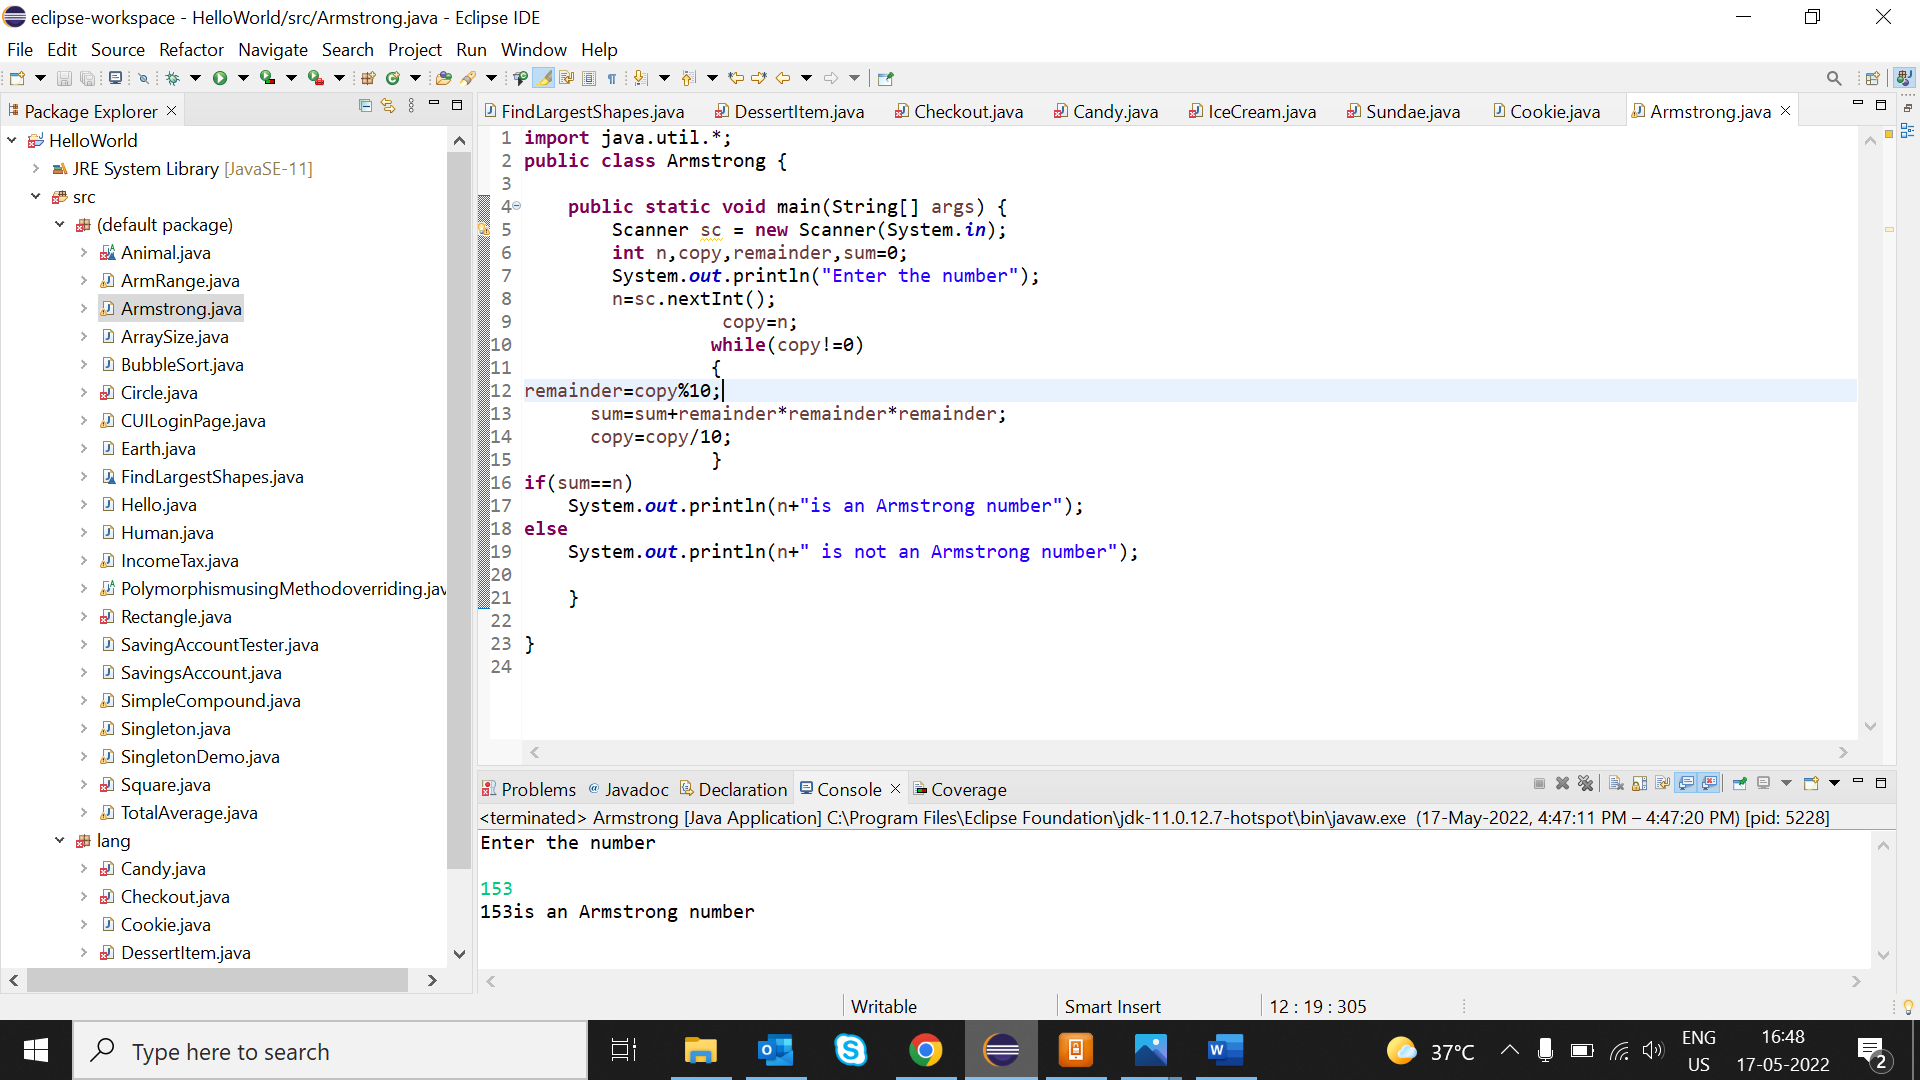 eclipse-workspace - HelloWorld/src/Armstrong.java - Eclipse IDE
File Edit Source Refactor Navigate Search Project Run Window Help
Package Explorer
HelloWorld
JRE System Library [JavaSE-11]
src
(default package)
Animal.java
ArmRange.java
Armstrong.java
ArraySize.java
BubbleSort.java
Circle.java
CUILoginPage.java
Earth.java
FindLargestShapes.java
Hello.java
Human.java
IncomeTax.java
PolymorphismusingMethodoverriding.jav
Rectangle.java
SavingAccountTester.java
SavingsAccount.java
SimpleCompound.java
Singleton.java
SingletonDemo.java
Square.java
TotalAverage.java
lang
Candy.java
Checkout.java
Cookie.java
DessertItem.java
FindLargestShapes.java DessertItem.java Checkout.java Candy.java IceCream.java Sundae.java Cookie.java Armstrong.java
1 import java.util.*;
2 public class Armstrong {
3
4     public static void main(String[] args) {
5         Scanner sc = new Scanner(System.in);
6         int n,copy,remainder,sum=0;
7         System.out.println("Enter the number");
8         n=sc.nextInt();
9                   copy=n;
10                  while(copy!=0)
11                  {
12 remainder=copy%10;
13       sum=sum+remainder*remainder*remainder;
14       copy=copy/10;
15                  }
16 if(sum==n)
17     System.out.println(n+"is an Armstrong number");
18 else
19     System.out.println(n+" is not an Armstrong number");
20
21     }
22
23 }
24
Problems Javadoc Declaration Console Coverage
<terminated> Armstrong [Java Application] C:\Program Files\Eclipse Foundation\jdk-11.0.12.7-hotspot\bin\javaw.exe (17-May-2022, 4:47:11 PM – 4:47:20 PM) [pid: 5228]
Enter the number
153
153is an Armstrong number
Writable Smart Insert 12 : 19 : 305
Type here to search
37°C
ENG
US
16:48
17-05-2022
2